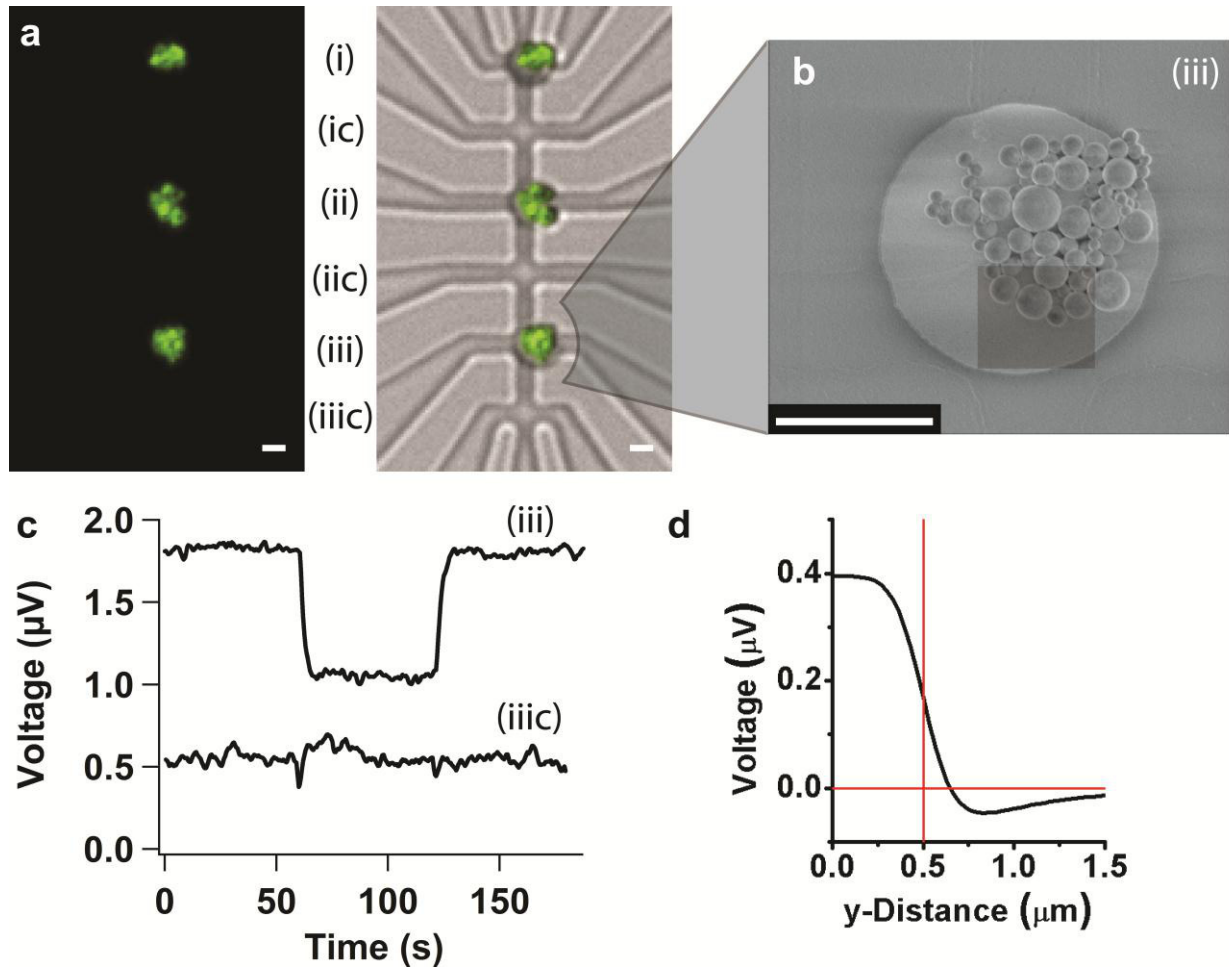 a
(i)
(ic)
(ii)
(iic)
(iii)
(iiic)
b
(iii)
c
(iii)
(iiic)
Voltage (µV)
2.0
1.5
1.0
0.5
0.0
0
50
100
150
Time (s)
d
Voltage (µV)
0.4
0.2
0.0
0.0
0.5
1.0
1.5
y-Distance (µm)